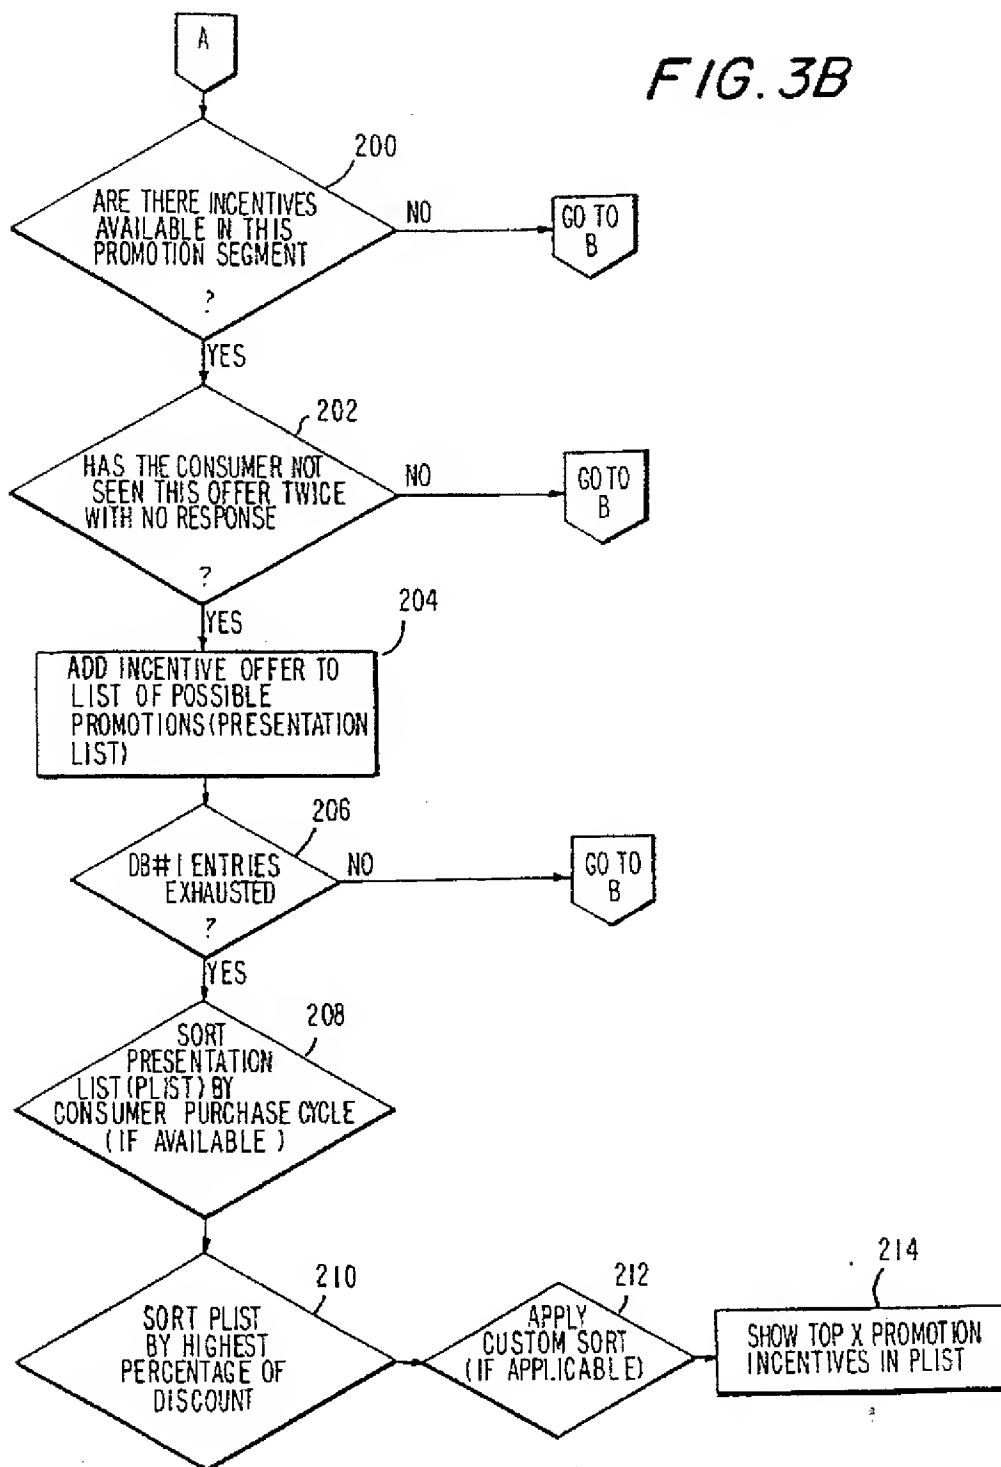 A
FIG. 3B
200
ARE THERE INCENTIVES
AVAILABLE IN THIS
PROMOTION SEGMENT
?
NO
GO TO
B
YES
202
HAS THE CONSUMER NOT
SEEN THIS OFFER TWICE
WITH NO RESPONSE
?
NO
GO TO
B
YES
204
ADD INCENTIVE OFFER TO
LIST OF POSSIBLE
PROMOTIONS(PRESENTATION
LIST)
206
DB#1 ENTRIES
EXHAUSTED
?
NO
GO TO
B
YES
208
SORT
PRESENTATION
LIST(PLIST) BY
CONSUMER PURCHASE CYCLE
(IF AVAILABLE )
210
SORT PLIST
BY HIGHEST
PERCENTAGE OF
DISCOUNT
212
APPLY
CUSTOM SORT
(IF APPLICABLE)
214
SHOW TOP X PROMOTION
INCENTIVES IN PLIST